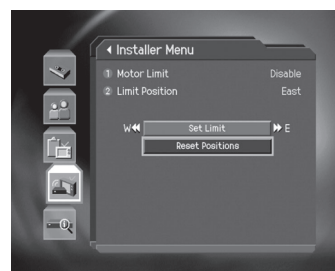 Installer Menu
1 Motor Limit Disable
2 Limit Position East
W Set Limit E
Reset Positions